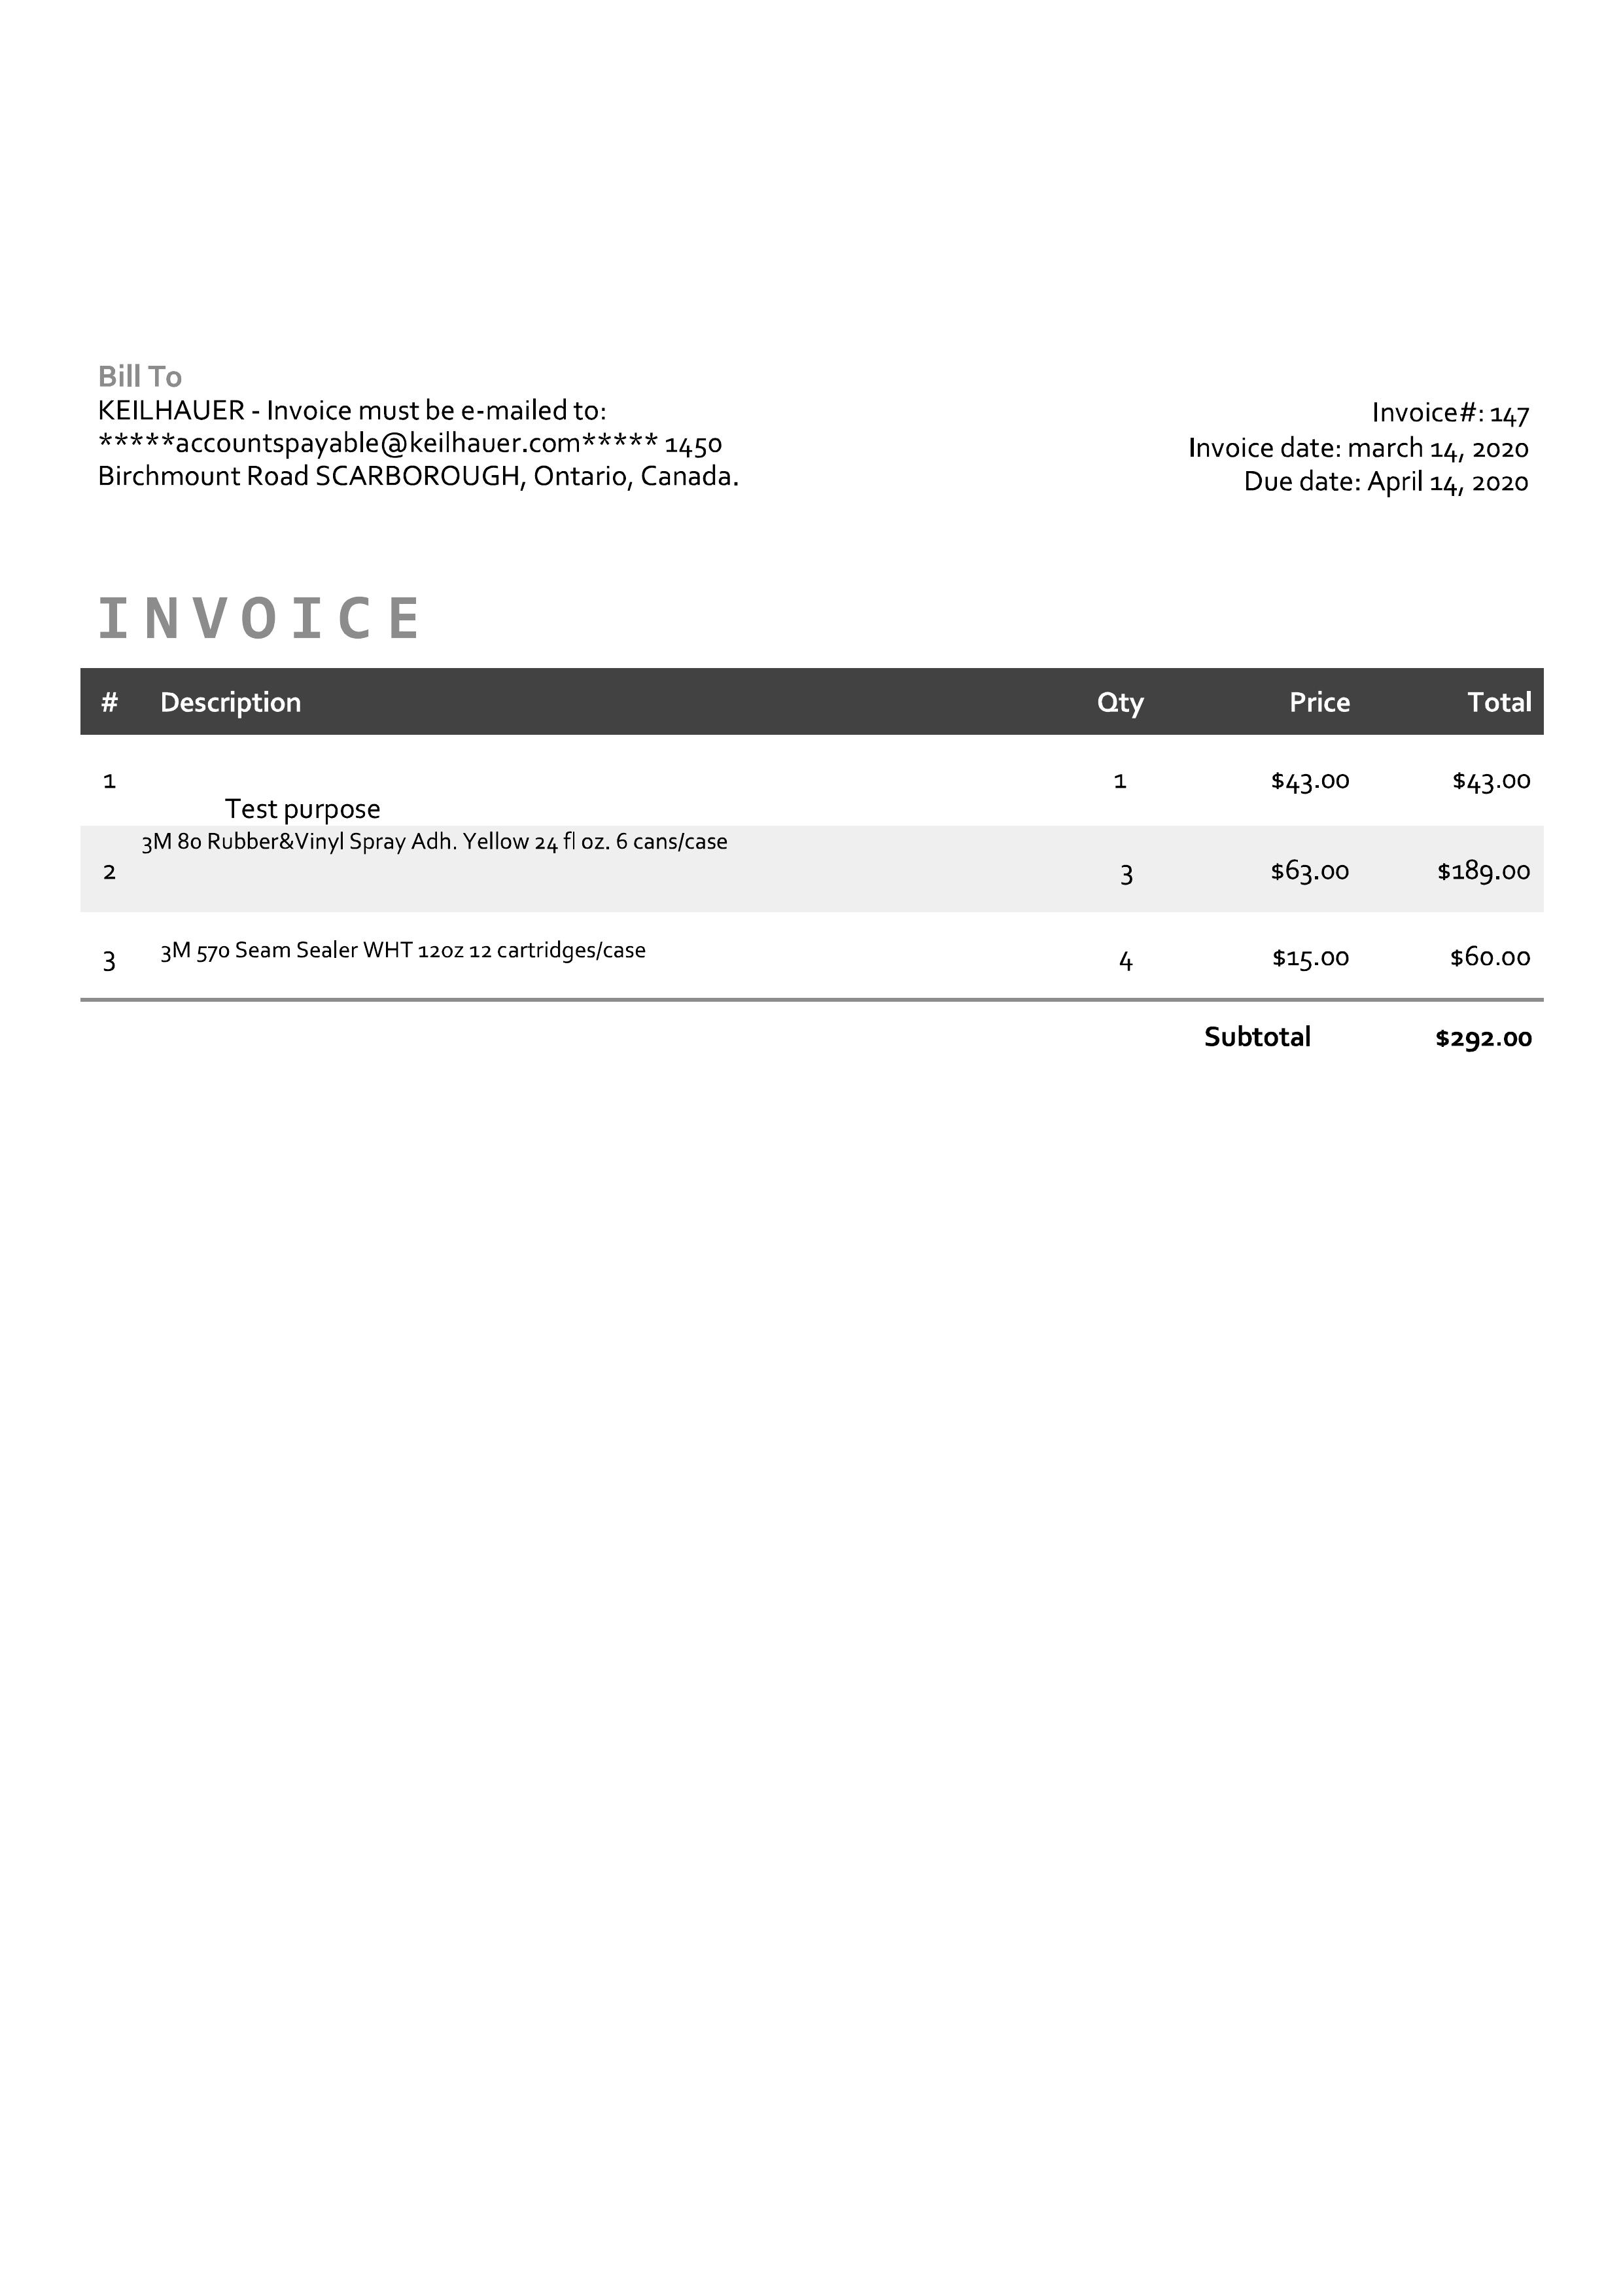 Bill To
KEILHAUER - Invoice must be e-mailed to:
*****accountspayable@keilhauer.com***** 1450
Birchmount Road SCARBOROUGH, Ontario, Canada.
Invoice#: 147
Invoice date: march 14, 2020
Due date: April 14, 2020
INVOICE
# Description Qty Price Total
1 Test purpose 1 $43.00 $43.00
2 3M 80 Rubber&Vinyl Spray Adh. Yellow 24 fl oz. 6 cans/case 3 $63.00 $189.00
3 3M 570 Seam Sealer WHT 12oz 12 cartridges/case 4 $15.00 $60.00
Subtotal $292.00